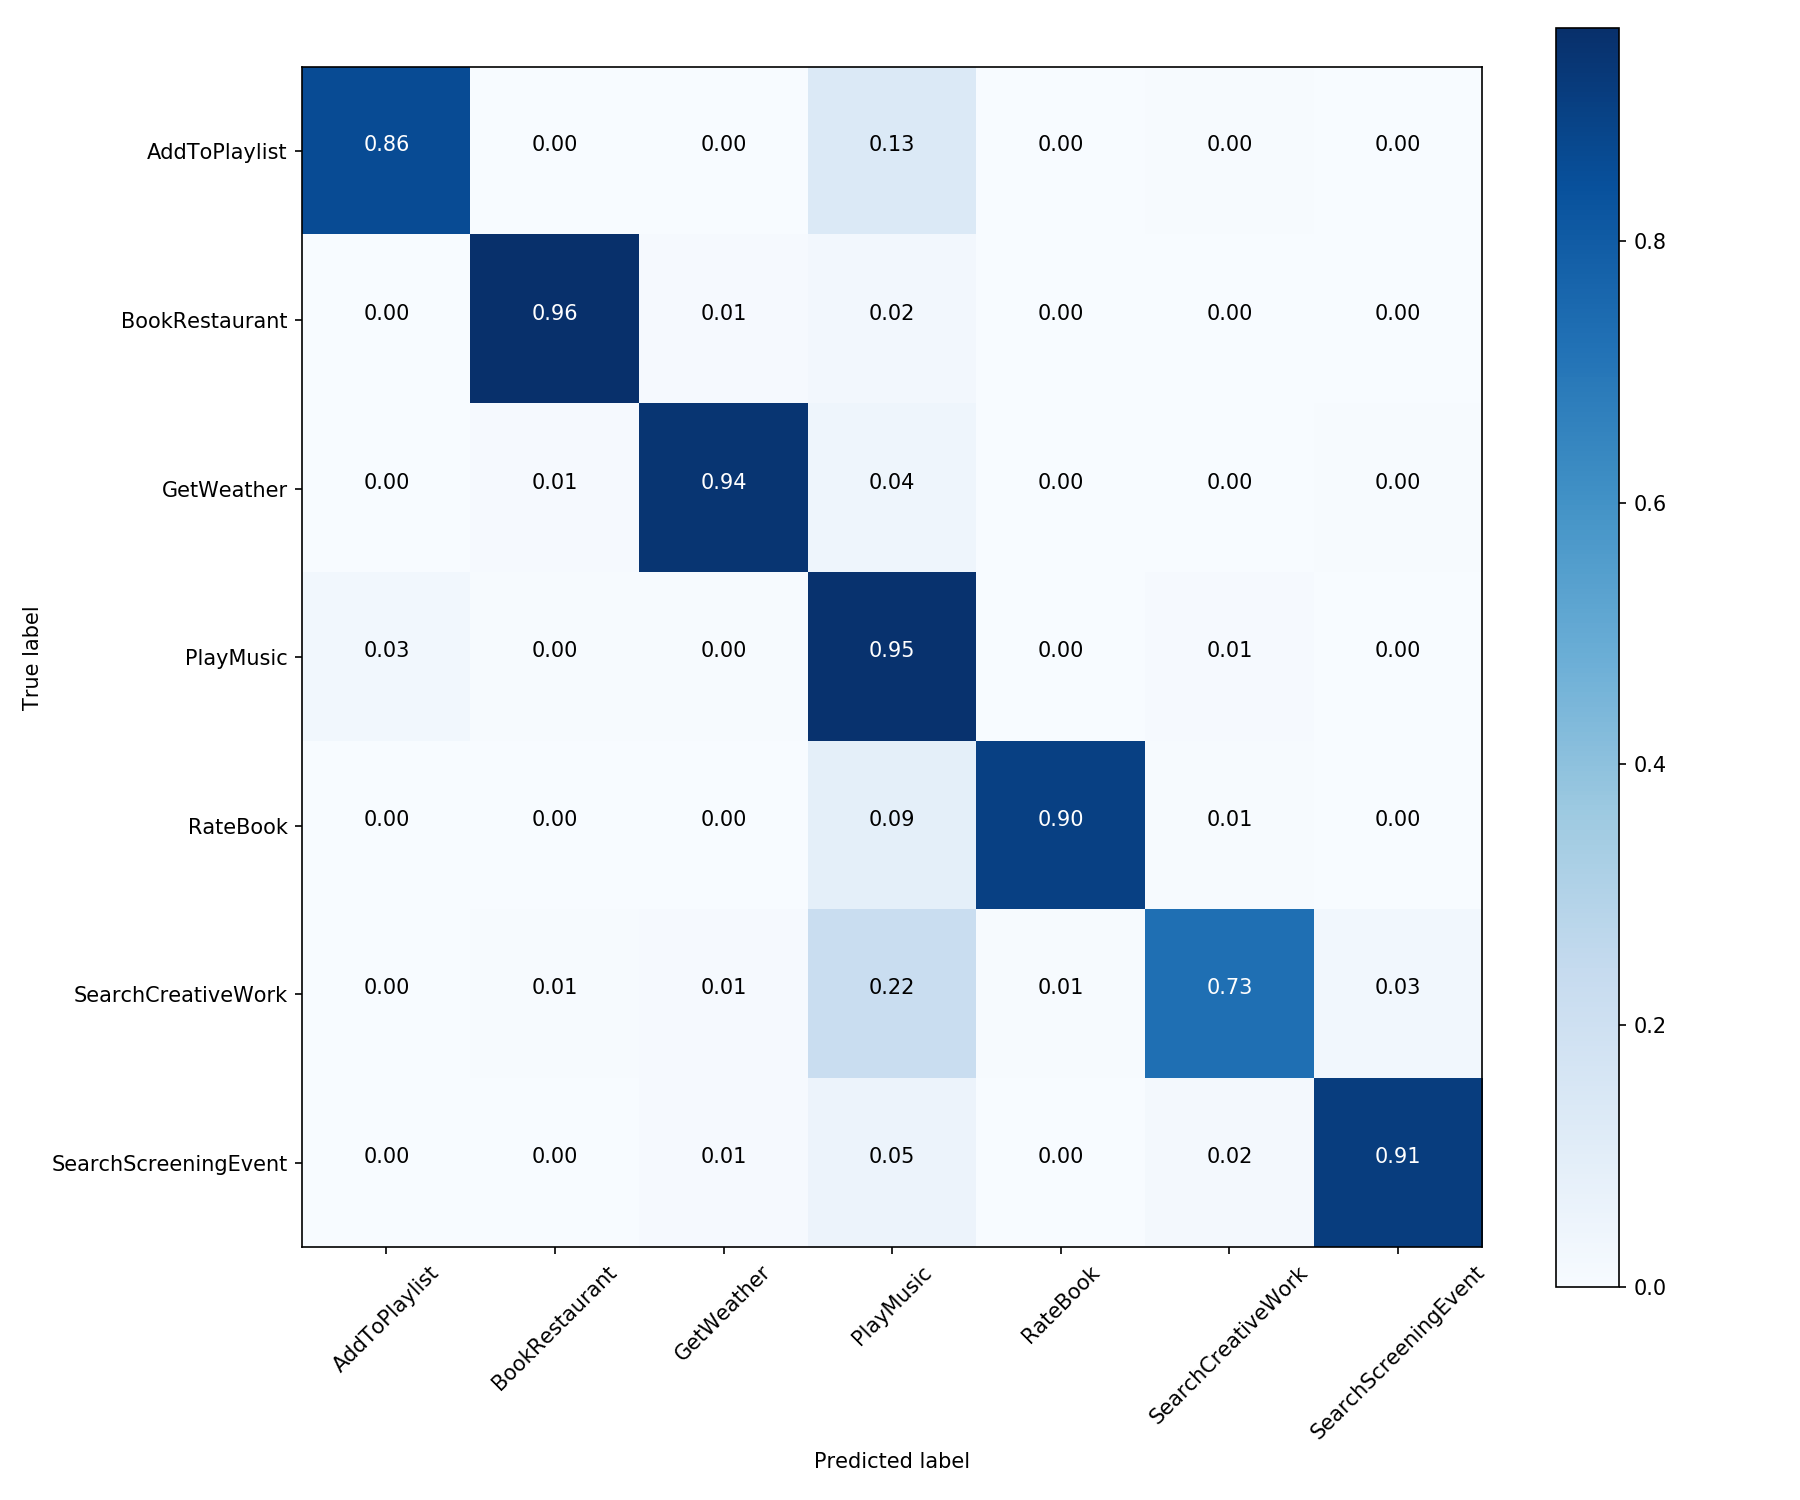 AddToPlaylist 0.86 0.00 0.00 0.13 0.00 0.00 0.00
BookRestaurant 0.00 0.96 0.01 0.02 0.00 0.00 0.00
GetWeather 0.00 0.01 0.94 0.04 0.00 0.00 0.00
PlayMusic 0.03 0.00 0.00 0.95 0.00 0.01 0.00
RateBook 0.00 0.00 0.00 0.09 0.90 0.01 0.00
SearchCreativeWork 0.00 0.01 0.01 0.22 0.01 0.73 0.03
SearchScreeningEvent 0.00 0.00 0.01 0.05 0.00 0.02 0.91
True label
AddToPlaylist BookRestaurant GetWeather PlayMusic RateBook SearchCreativeWork SearchScreeningEvent
Predicted label
0.8
0.6
0.4
0.2
0.0